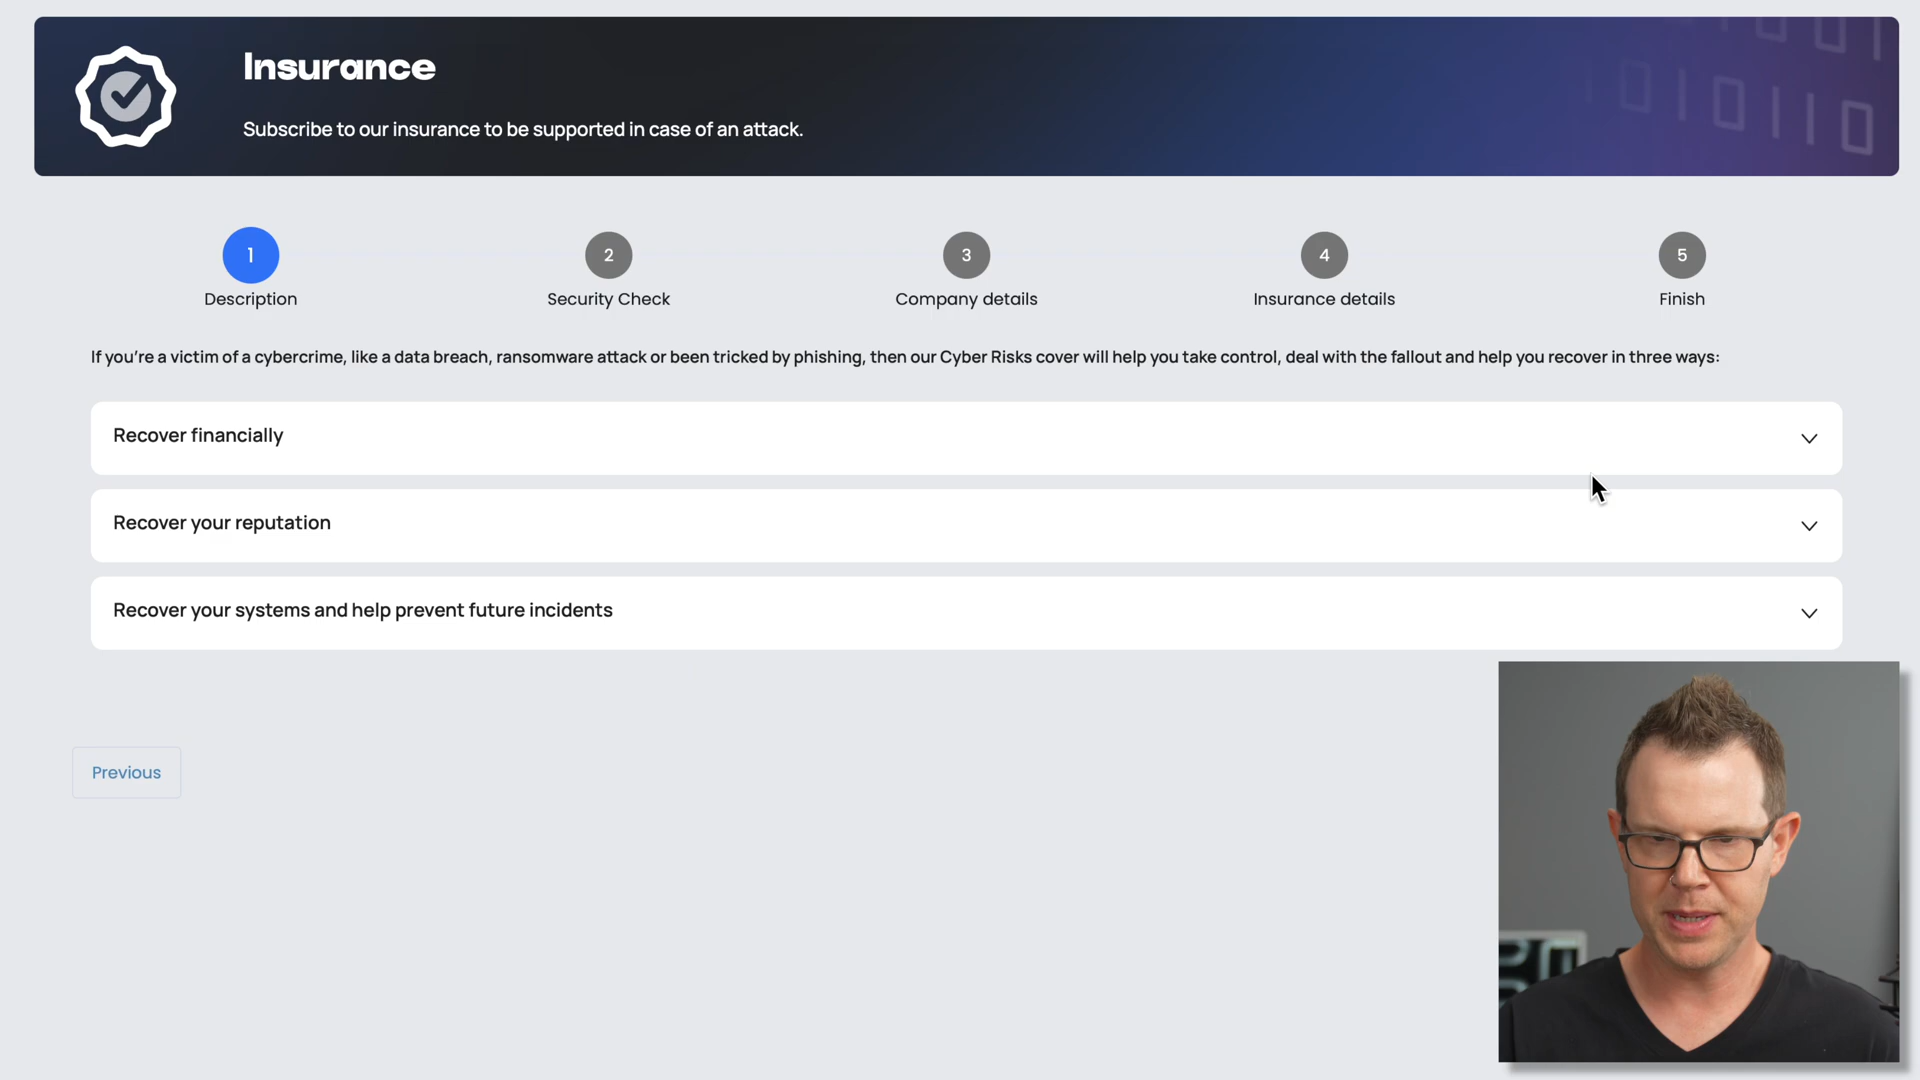 Insurance
Subscribe to our insurance to be supported in case of an attack.
1
2
3
4
5
Description
Security Check
Company details
Insurance details
Finish
If you're a victim of a cybercrime, like a data breach, ransomware attack or been tricked by phishing, then our Cyber Risks cover will help you take control, deal with the fallout and help you recover in three ways:
Recover financially
Recover your reputation
Recover your systems and help prevent future incidents
Previous